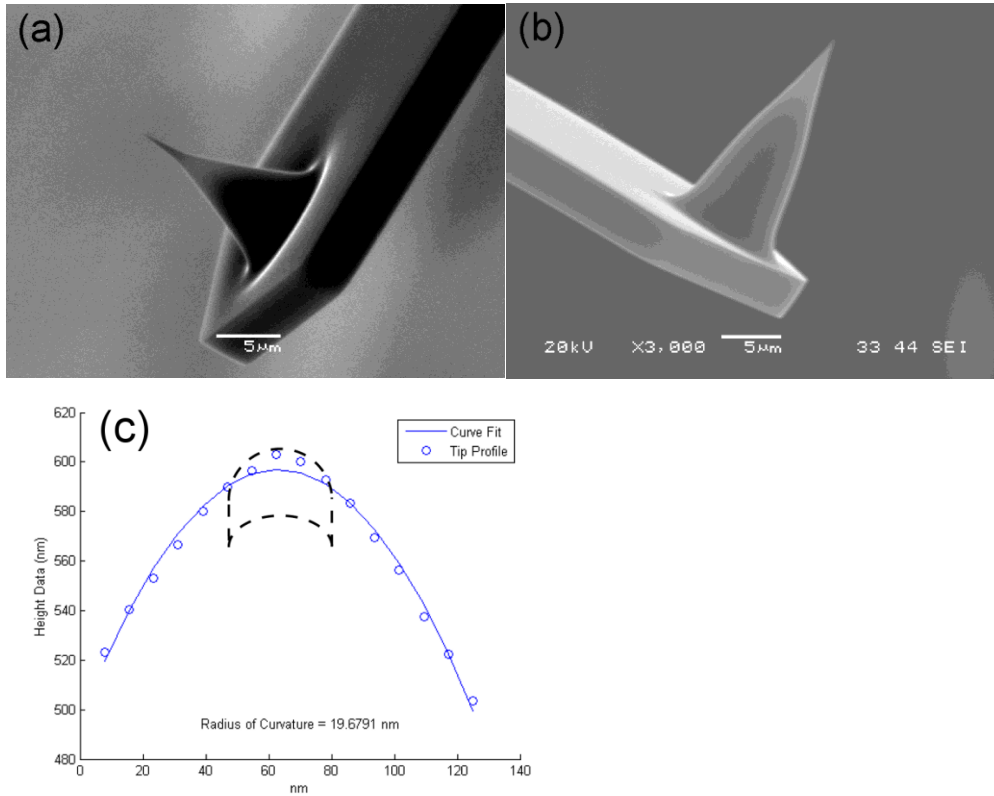 (a)
5μm
(b)
20kV X3,000 5μm 33 44 SEI
(c)
Curve Fit
Tip Profile
620
600
580
560
540
520
500
480
Height Data (nm)
Radius of Curvature = 19.6791 nm
0 20 40 60 80 100 120 140
nm